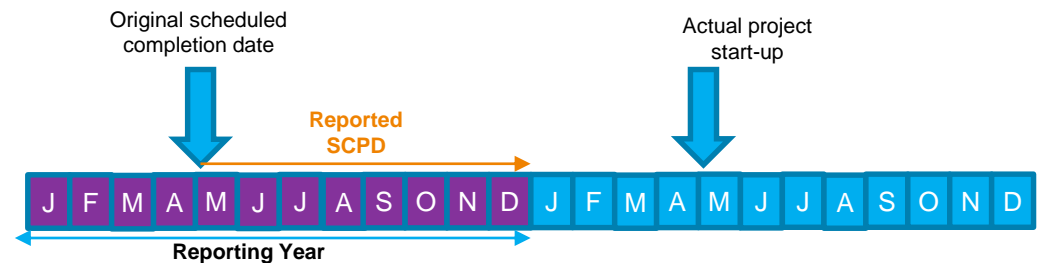 Original scheduled
completion date
Actual project
start-up
Reported
SCPD
J F M A M J J A S O N D J F M A M J J A S O N D
Reporting Year